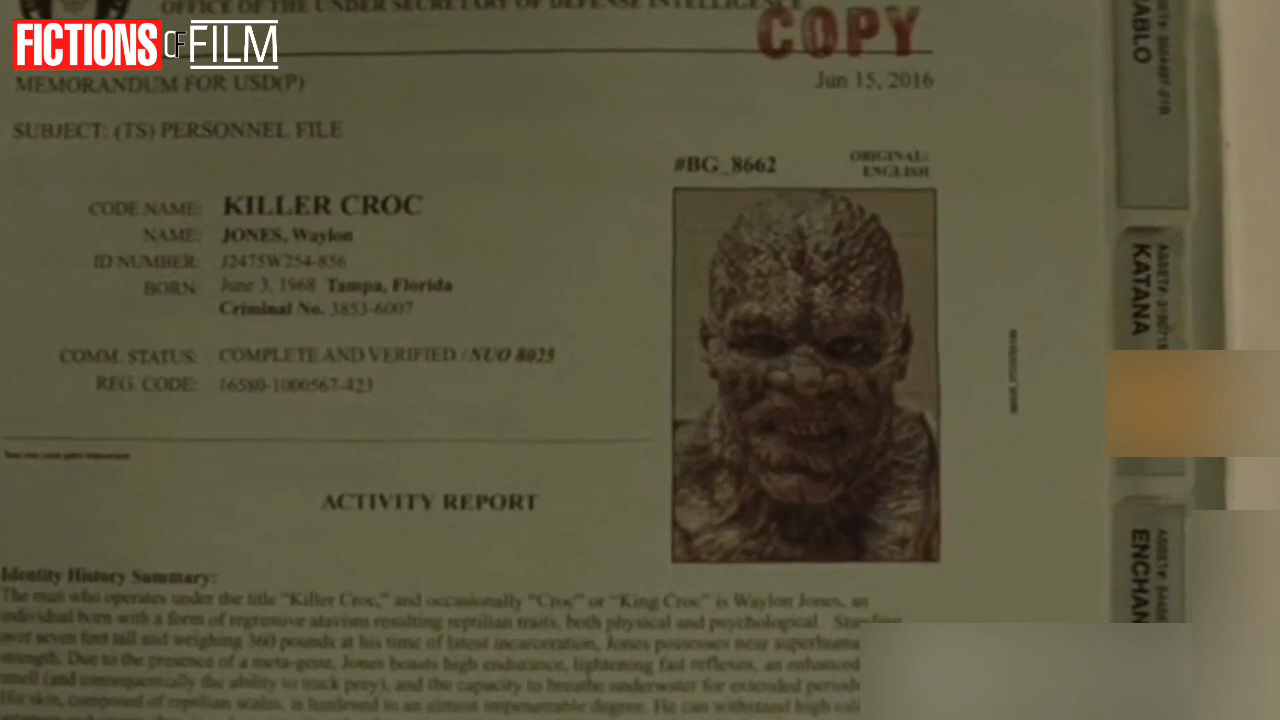 OFFICE OF THE UNDER SECRETARY OF DEFENSE INTELLIGENCE
FICTIONS OF FILM
COPY
MEMORANDUM FOR USD(P)
Jun 15, 2016
SUBJECT: (TS) PERSONNEL FILE
#BG_8662
ORIGINAL:
ENGLISH
CODE NAME: KILLER CROC
NAME: JONES, Waylon
ID NUMBER: J2475W254-856
BORN: June 3, 1968 Tampa, Florida
Criminal No. 3853-6007
COMM. STATUS: COMPLETE AND VERIFIED / NUO 8025
REG. CODE: 16580-1000567-423
ACTIVITY REPORT
Identity History Summary:
The man who operates under the title "Killer Croc," and occasionally "Croc" or "King Croc" is Waylon Jones, an
individual born with a form of regressive atavism resulting reptilian traits, both physical and psychological. Standing
over seven feet tall and weighing 360 pounds at his time of latest incarceration, Jones possesses near superhuma
strength. Due to the presence of a meta-gene, Jones boasts high endurance, lightening fast reflexes, an enhanced
smell (and consequentially the ability to track prey), and the capacity to breathe underwater for extended period
His skin, composed of reptilian scales, is hardened to an almost impenetrable degree. He can withstand high cali
ABLO
ASSET#:
KATANA
ASSET#:
ENCHAN